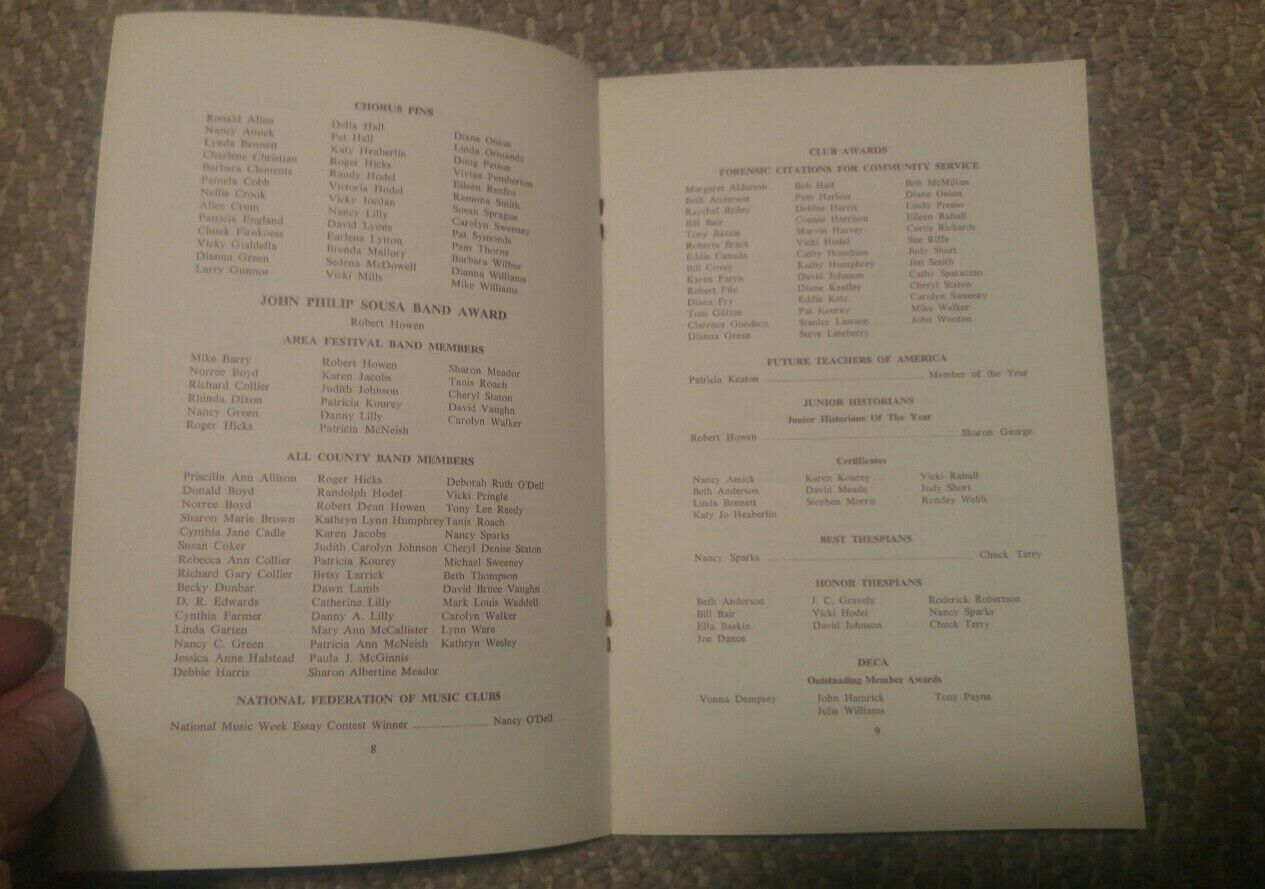 CHORUS PINS
Ronald Allen Della Hall Diane Onion
Nancy Amick Pat Hall Linda Ormandy
Lynda Bennett Katy Heaberlin Doug Patton
Charlene Christian Roger Hicks Vivian Pemberton
Barbara Clements Randy Hodel Eileen Renfro
Pamela Cobb Victoria Hodel Ramona Smith
Nellie Crook Vicky Jordan Susan Sprague
Alice Crum Nancy Lilly Carolyn Sweeney
Patricia England David Lyons Pat Symonds
Chuck Firnkoess Earlene Lytton Pam Thorne
Vicky Gialdella Brenda Mallory Barbara Wilbur
Dianna Green Sedena McDowell Dianna Williams
Larry Gunnoe Vicki Mills Mike Williams
JOHN PHILIP SOUSA BAND AWARD
Robert Howen
AREA FESTIVAL BAND MEMBERS
Mike Barry Robert Howen Sharon Meador
Norree Boyd Karen Jacobs Tanis Roach
Richard Collier Judith Johnson Cheryl Staton
Rhinda Dixon Patricia Kourey David Vaughn
Nancy Green Danny Lilly Carolyn Walker
Roger Hicks Patricia McNeish
ALL COUNTY BAND MEMBERS
Priscilla Ann Allison Roger Hicks Deborah Ruth O'Dell
Donald Boyd Randolph Hodel Vicki Pringle
Norree Boyd Robert Dean Howen Tony Lee Reedy
Sharon Marie Brown Kathryn Lynn Humphrey Tanis Roach
Cynthia Jane Cadle Karen Jacobs Nancy Sparks
Susan Coker Judith Carolyn Johnson Cheryl Denise Staton
Rebecca Ann Collier Patricia Kourey Michael Sweeney
Richard Gary Collier Betsy Larrick Beth Thompson
Becky Dunbar Dawn Lamb David Bruce Vaughn
D. R. Edwards Catherine Lilly Mark Louis Waddell
Cynthia Farmer Danny A. Lilly Carolyn Walker
Linda Garten Mary Ann McCallister Lynn Ware
Nancy C. Green Patricia Ann McNeish Kathryn Wesley
Jessica Anne Halstead Paula J. McGinnis
Debbie Harris Sharon Albertine Meador
NATIONAL FEDERATION OF MUSIC CLUBS
National Music Week Essay Contest Winner Nancy O'Dell
8
CLUB AWARDS
FORENSIC CITATIONS FOR COMMUNITY SERVICE
Margaret Alderson Bob Hall Bob McMillan
Beth Anderson Pam Harless Diane Onion
Raychel Bailey Debbie Harris Linda Premo
Bill Bair Connie Harrison Eileen Rahall
Tony Bazzie Marvin Harvey Curtis Richards
Roberta Brack Vicki Hodel Sue Riffe
Eddie Canada Cathy Houchins Judy Short
Bill Covey Kathy Humphrey Jim Smith
Karen Farris David Johnson Cathy Sparacino
Robert File Diane Keatley Cheryl Staton
Diana Fry Eddie Ketz Carolyn Sweeney
Tom Gillum Pat Kourey Mike Walker
Clarence Goodson Stanley Lawson John Wooton
Dianna Green Steve Lineberry
FUTURE TEACHERS OF AMERICA
Patricia Keaton Member of the Year
JUNIOR HISTORIANS
Junior Historians Of The Year
Robert Howen Sharon George
Certificates
Nancy Amick Karen Kourey Vicki Rahall
Beth Anderson David Meade Judy Short
Linda Bennett Stephen Morris Rondey Webb
Katy Jo Heaberlin
BEST THESPIANS
Nancy Sparks Chuck Terry
HONOR THESPIANS
Beth Anderson J. C. Gravely Roderick Robertson
Bill Bair Vicki Hodel Nancy Sparks
Ella Baskin David Johnson Chuck Terry
Joe Dance
DECA
Outstanding Member Awards
Vonna Dempsey John Hamrick Tony Payne
Julie Williams
9